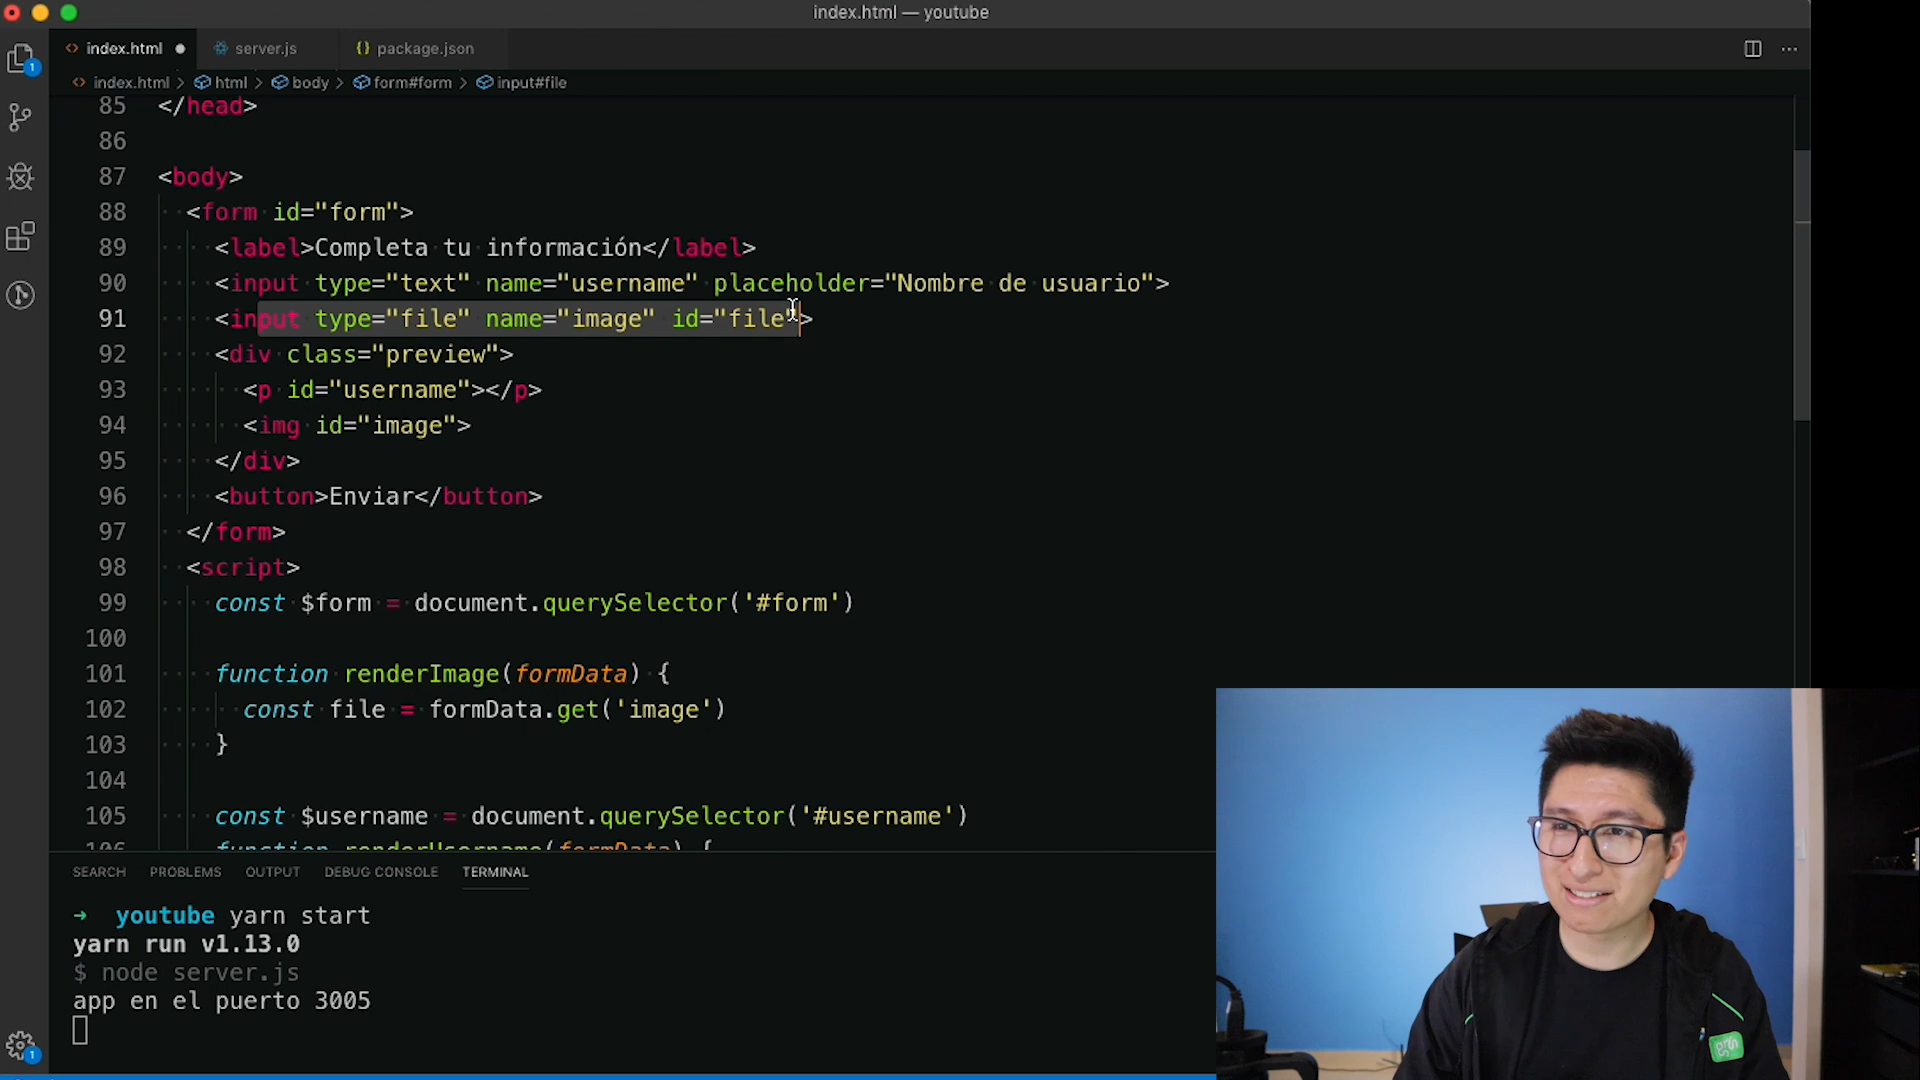 index.html — youtube
index.html server.js package.json
index.html > html > body > form#form > input#file
85 </head>
86
87 <body>
88 <form id="form">
89 <label>Completa tu información</label>
90 <input type="text" name="username" placeholder="Nombre de usuario">
91 <input type="file" name="image" id="file">
92 <div class="preview">
93 <p id="username"></p>
94 <img id="image">
95 </div>
96 <button>Enviar</button>
97 </form>
98 <script>
99 const $form = document.querySelector('#form')
100
101 function renderImage(formData) {
102 const file = formData.get('image')
103 }
104
105 const $username = document.querySelector('#username')
106 function renderUsername(formData) {
SEARCH PROBLEMS OUTPUT DEBUG CONSOLE TERMINAL
→ youtube yarn start
yarn run v1.13.0
$ node server.js
app en el puerto 3005
1
1